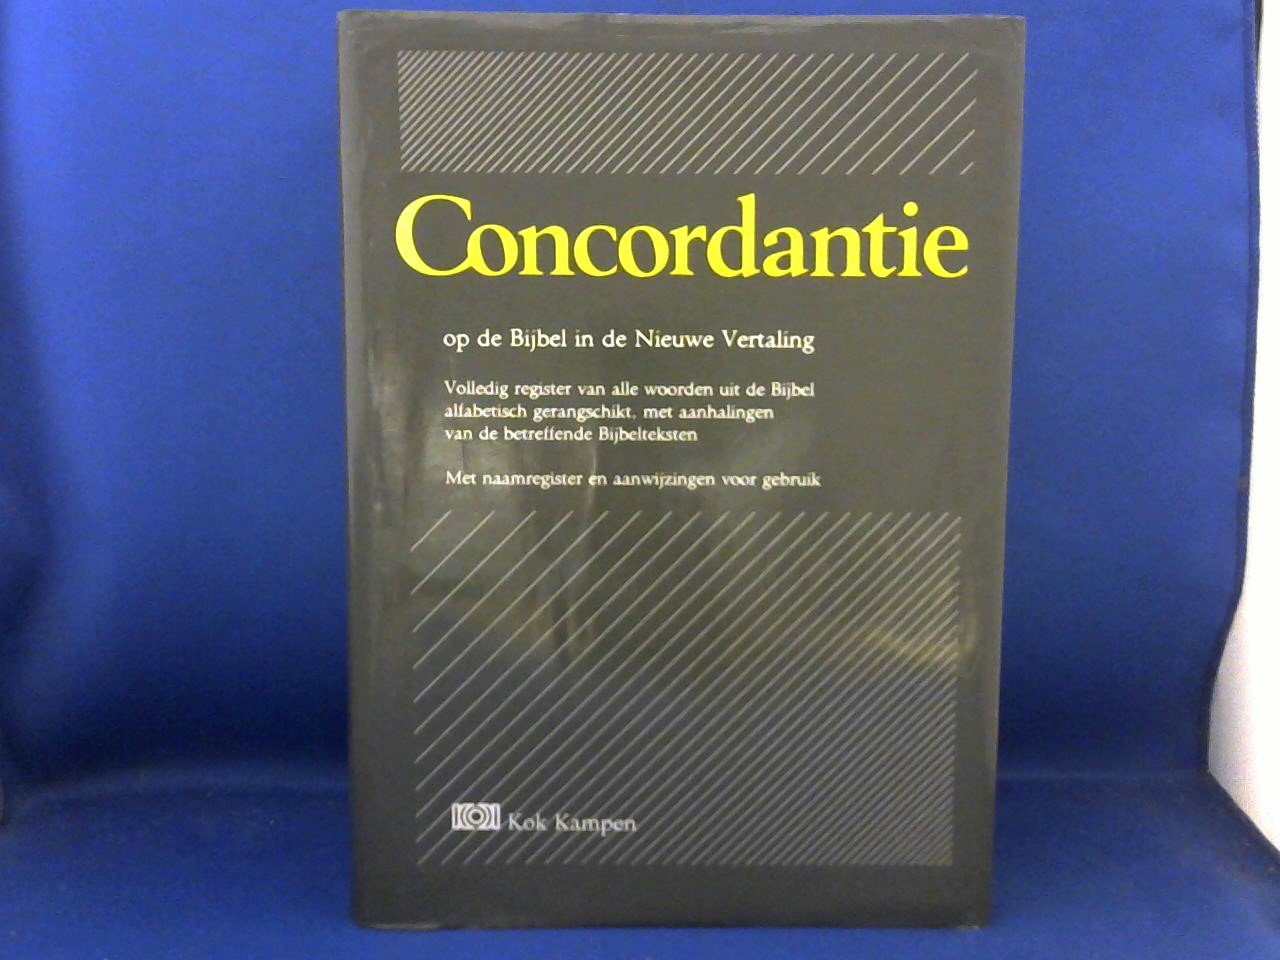 Concordantie
op de Bijbel in de Nieuwe Vertaling
Volledig register van alle woorden uit de Bijbel
alfabetisch gerangschikt, met aanhalingen
van de betreffende Bijbelteksten
Met naamregister en aanwijzingen voor gebruik
KOK Kok Kampen